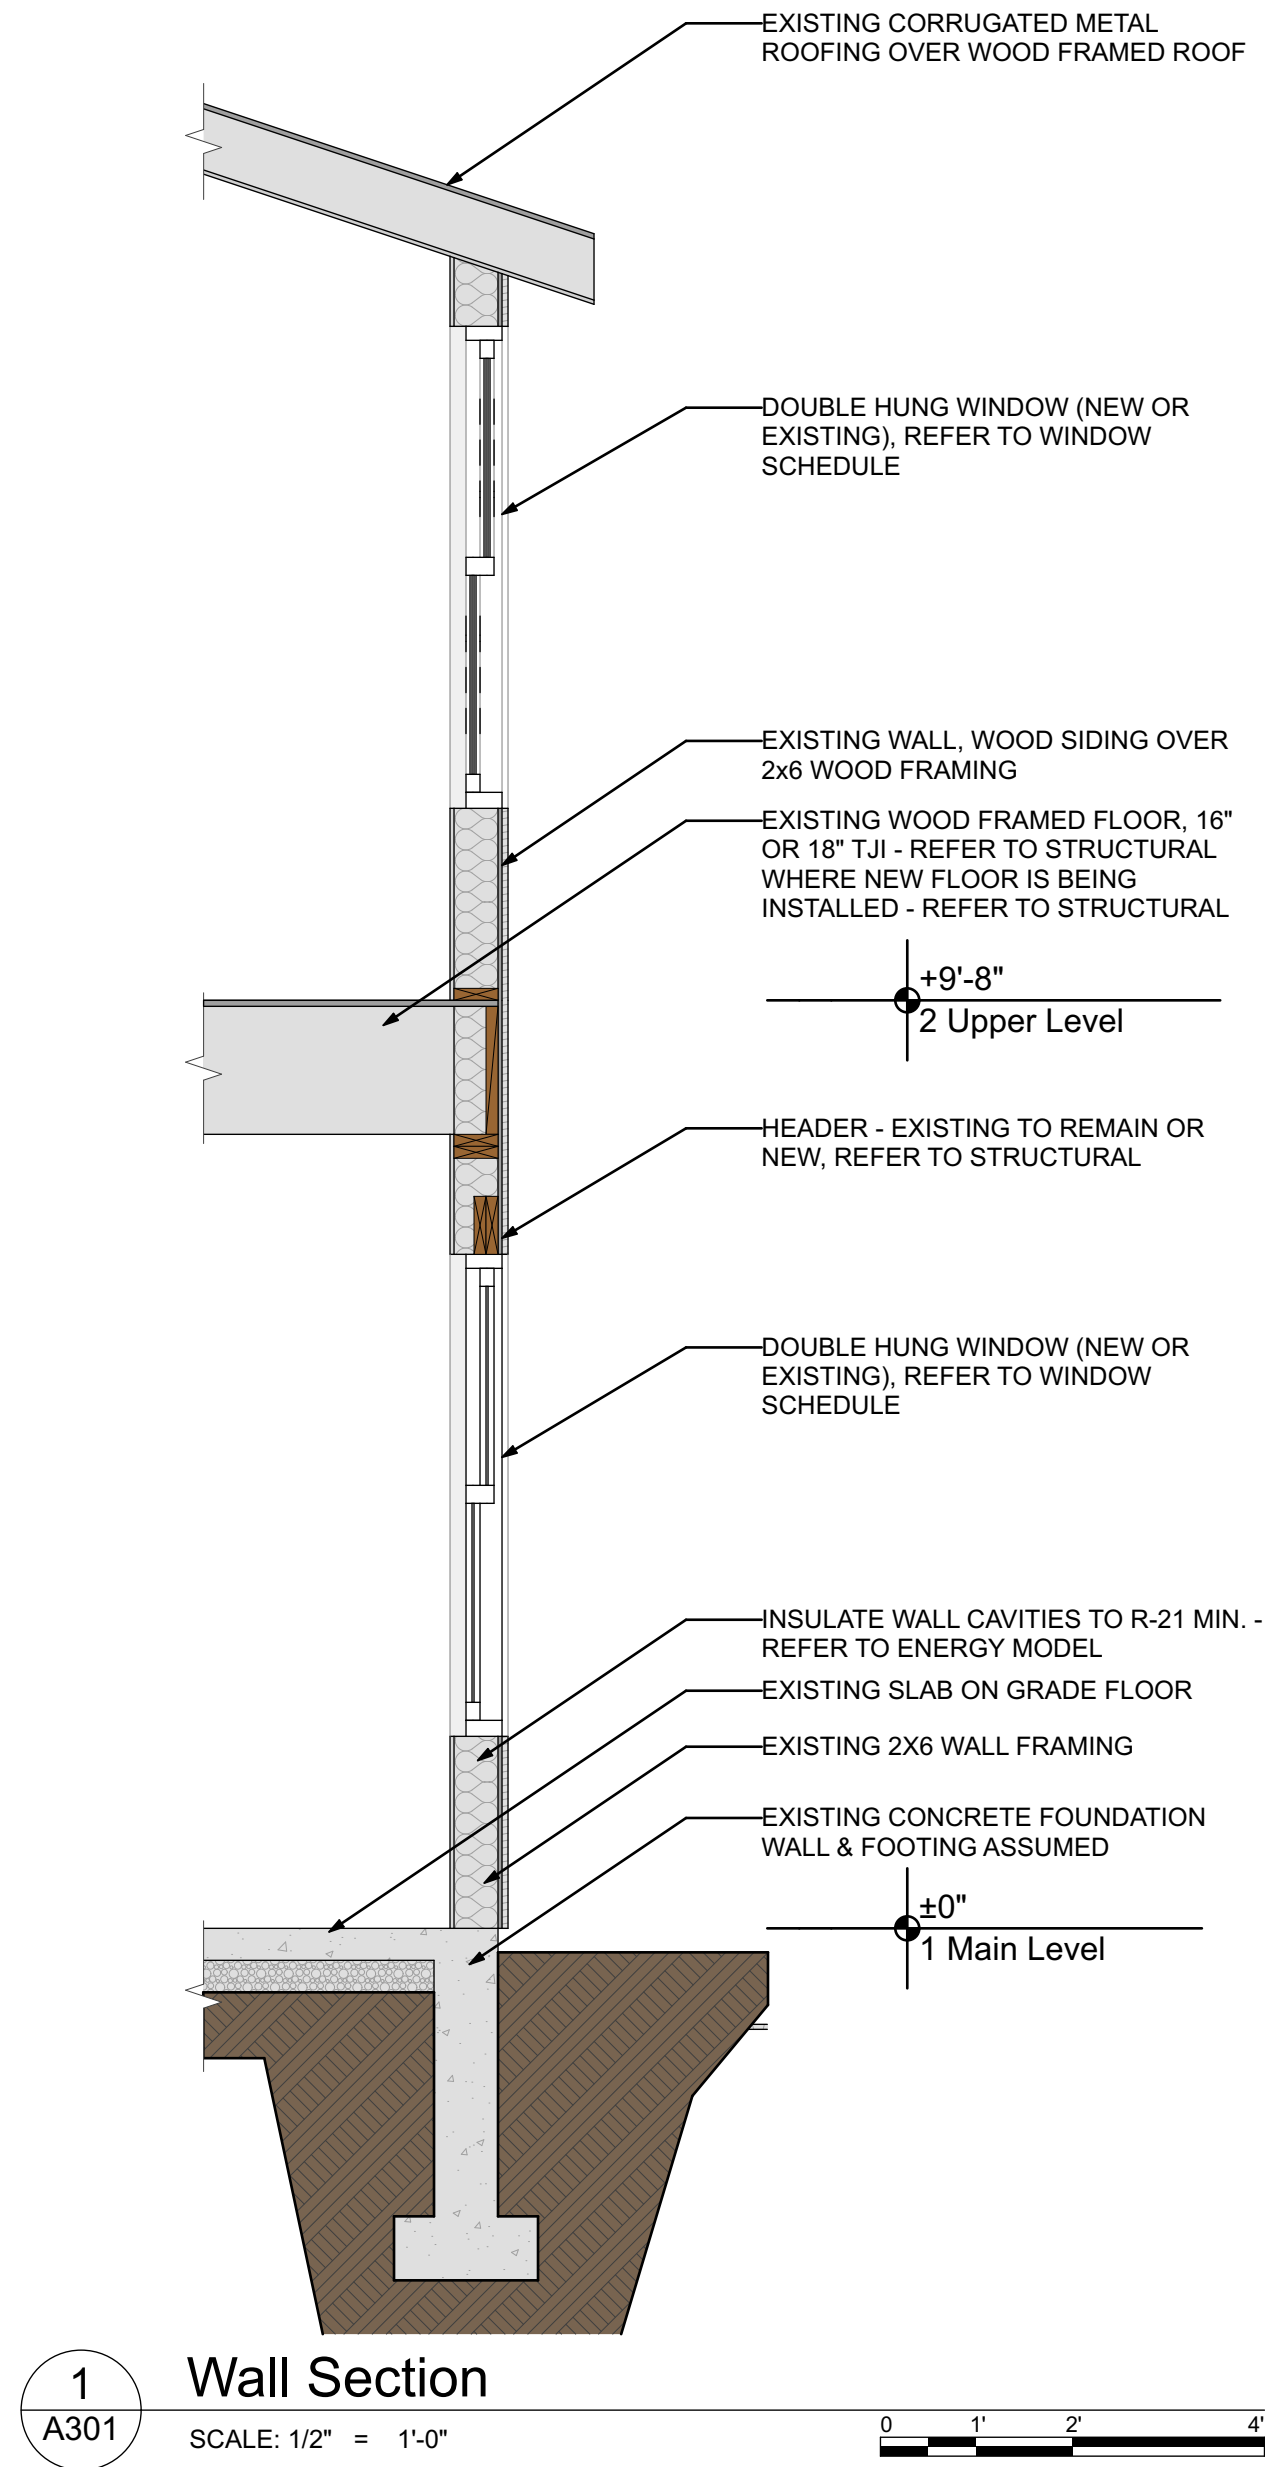 EXISTING CORRUGATED METAL
ROOFING OVER WOOD FRAMED ROOF
DOUBLE HUNG WINDOW (NEW OR
EXISTING), REFER TO WINDOW
SCHEDULE
EXISTING WALL, WOOD SIDING OVER
2x6 WOOD FRAMING
EXISTING WOOD FRAMED FLOOR, 16"
OR 18" TJI - REFER TO STRUCTURAL
WHERE NEW FLOOR IS BEING
INSTALLED - REFER TO STRUCTURAL
+9'-8"
2 Upper Level
HEADER - EXISTING TO REMAIN OR
NEW, REFER TO STRUCTURAL
DOUBLE HUNG WINDOW (NEW OR
EXISTING), REFER TO WINDOW
SCHEDULE
INSULATE WALL CAVITIES TO R-21 MIN. -
REFER TO ENERGY MODEL
EXISTING SLAB ON GRADE FLOOR
EXISTING 2X6 WALL FRAMING
EXISTING CONCRETE FOUNDATION
WALL & FOOTING ASSUMED
±0"
1 Main Level
1
A301
Wall Section
SCALE: 1/2" = 1'-0"
0 1' 2' 4'